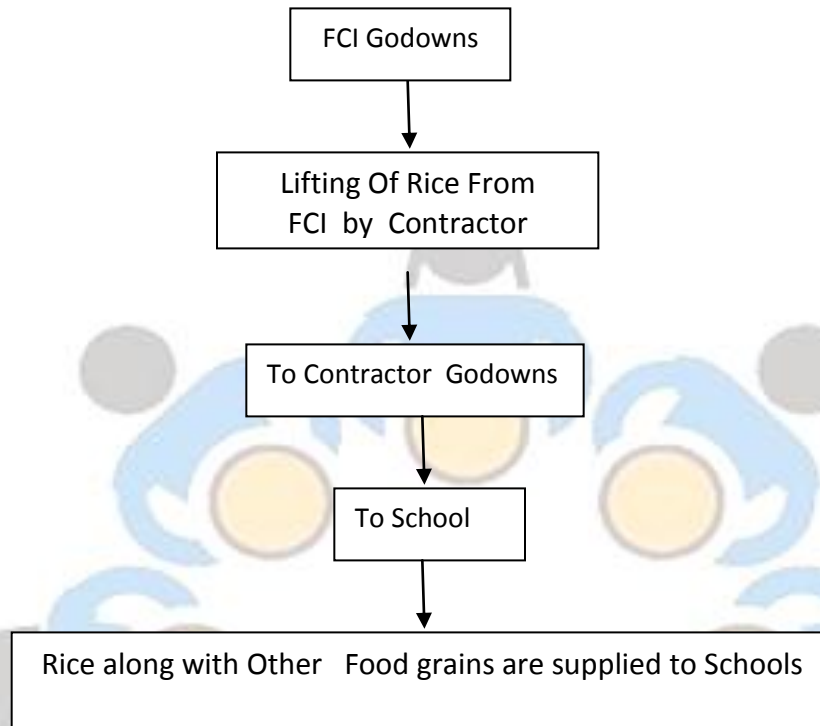 FCI Godowns
Lifting Of Rice From
FCI by Contractor
To Contractor Godowns
To School
Rice along with Other Food grains are supplied to Schools